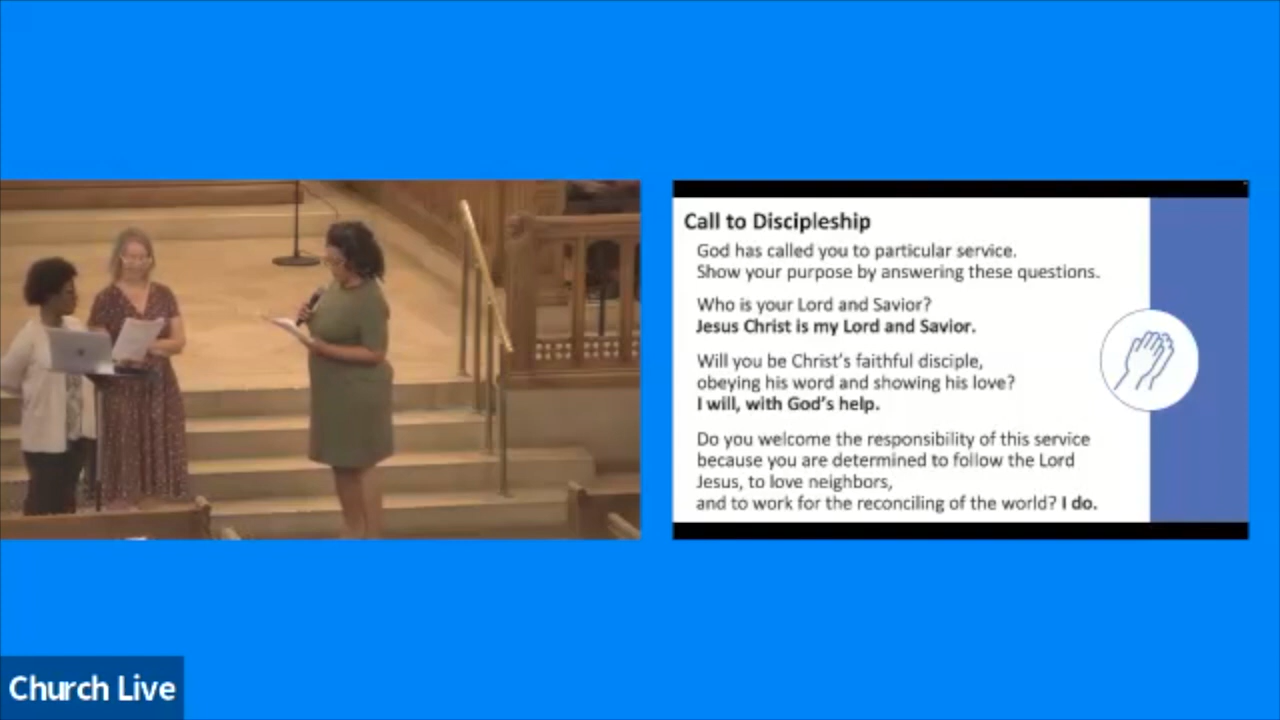 Call to Discipleship
God has called you to particular service.
Show your purpose by answering these questions.
Who is your Lord and Savior?
Jesus Christ is my Lord and Savior.
Will you be Christ's faithful disciple,
obeying his word and showing his love?
I will, with God's help.
Do you welcome the responsibility of this service
because you are determined to follow the Lord
Jesus, to love neighbors,
and to work for the reconciling of the world? I do.
Church Live